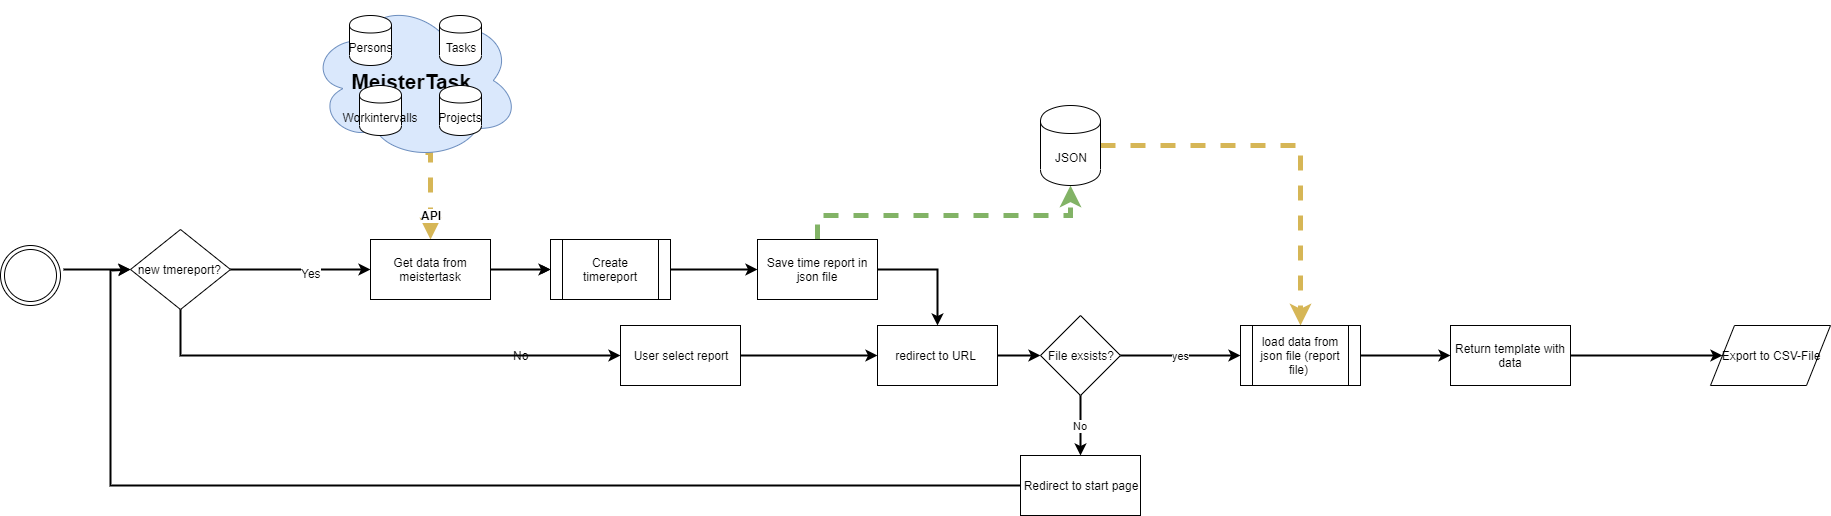 Persons
Tasks
MeisterTask
Workintervalls
Projects
JSON
API
new tmereport?
Yes
Get data from
meistertask
Create
timereport
Save time report in
json file
No
User select report
redirect to URL
File exsists?
yes
load data from
json file (report
file)
Return template with
data
Export to CSV-File
No
Redirect to start page